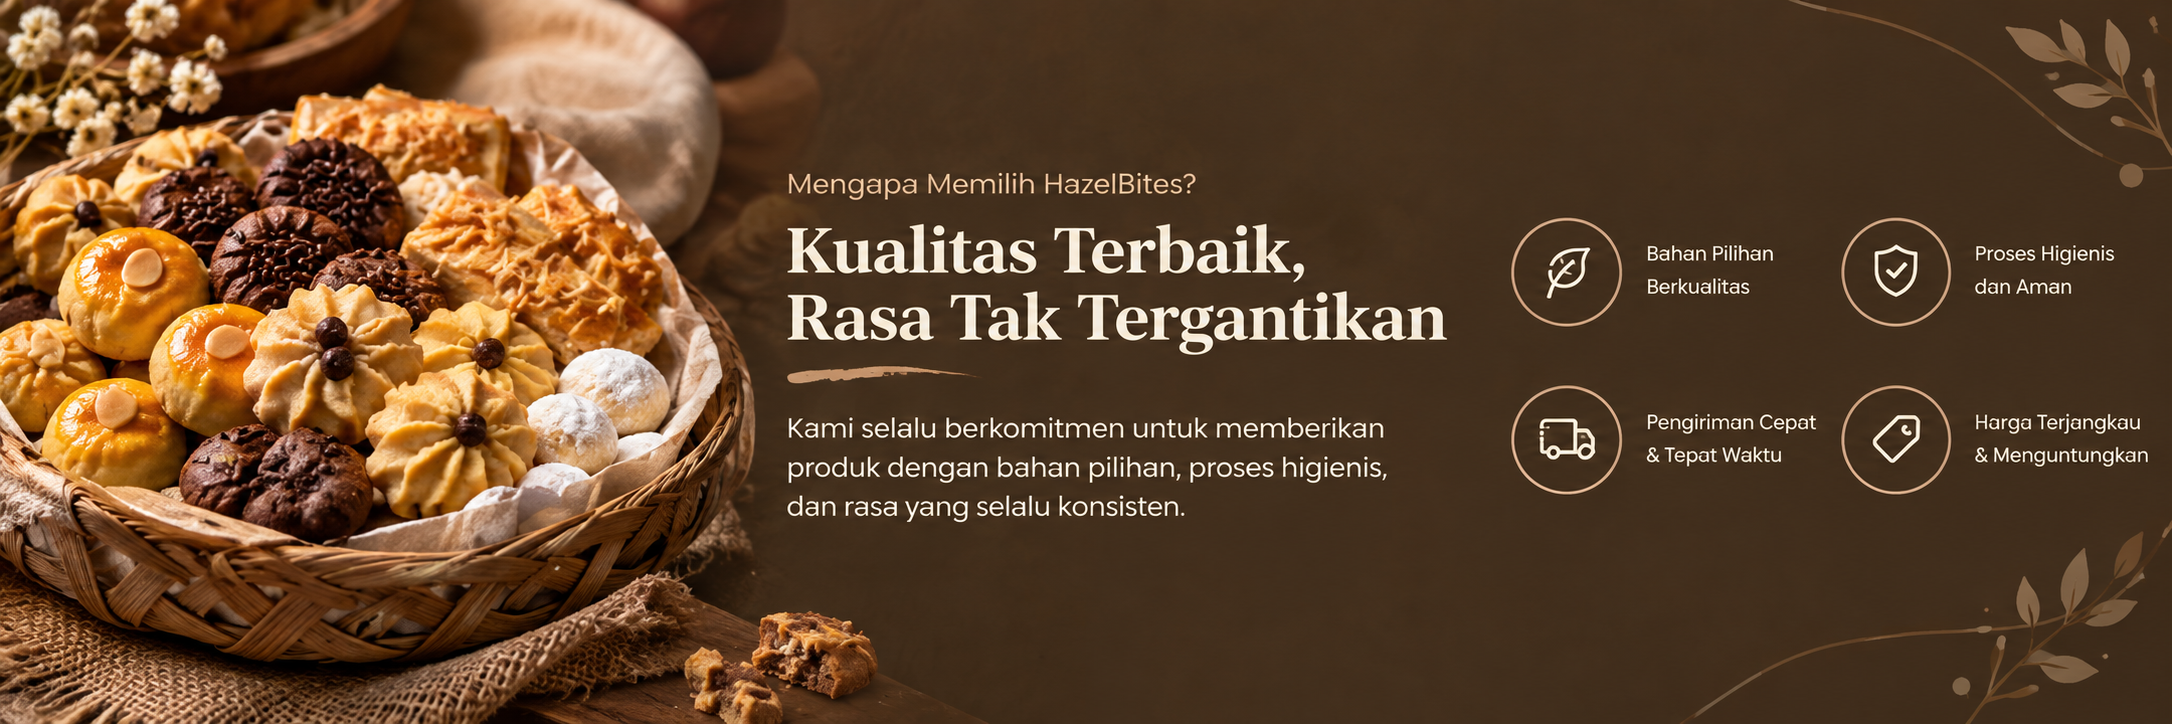 Mengapa Memilih HazelBites?
Kualitas Terbaik,
Rasa Tak Tergantikan
Kami selalu berkomitmen untuk memberikan
produk dengan bahan pilihan, proses higienis,
dan rasa yang selalu konsisten.
Bahan Pilihan
Berkualitas
Proses Higienis
dan Aman
Pengiriman Cepat
& Tepat Waktu
Harga Terjangkau
& Menguntungkan